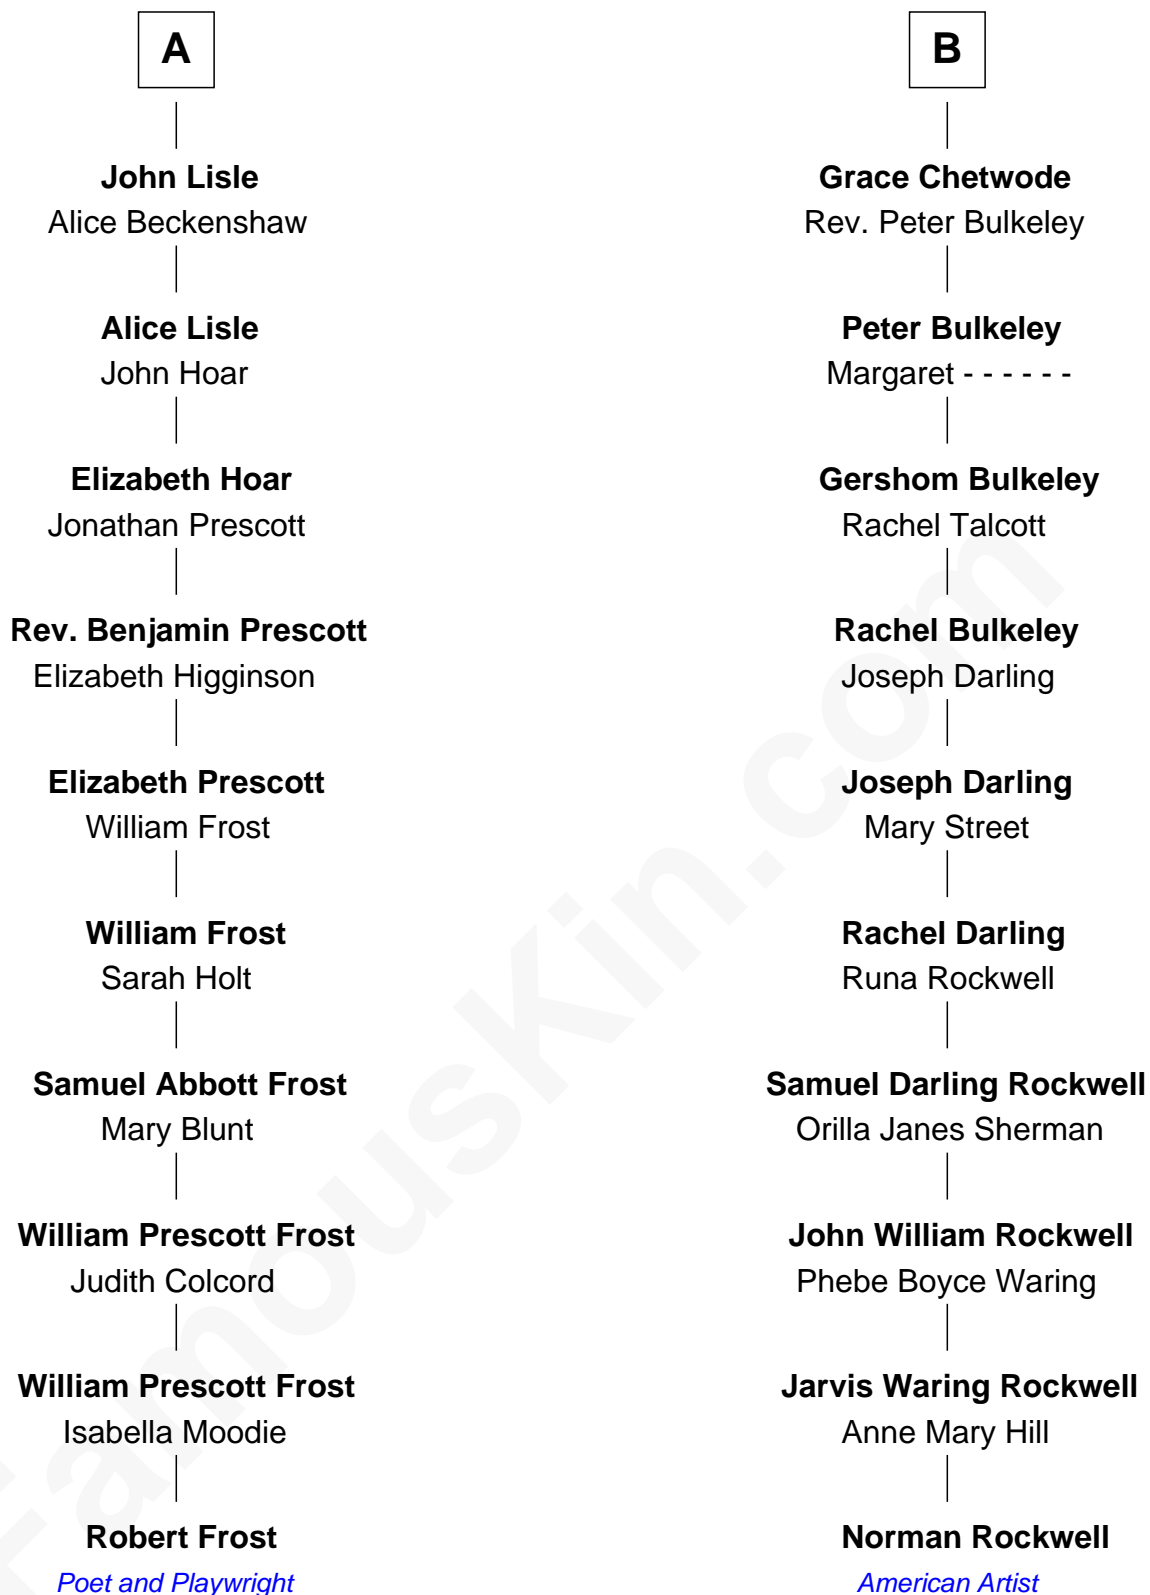 A
John Lisle
Alice Beckenshaw
Alice Lisle
John Hoar
Elizabeth Hoar
Jonathan Prescott
Rev. Benjamin Prescott
Elizabeth Higginson
Elizabeth Prescott
William Frost
William Frost
Sarah Holt
Samuel Abbott Frost
Mary Blunt
William Prescott Frost
Judith Colcord
William Prescott Frost
Isabella Moodie
Robert Frost
Poet and Playwright
B
Grace Chetwode
Rev. Peter Bulkeley
Peter Bulkeley
Margaret - - - - - -
Gershom Bulkeley
Rachel Talcott
Rachel Bulkeley
Joseph Darling
Joseph Darling
Mary Street
Rachel Darling
Runa Rockwell
Samuel Darling Rockwell
Orilla Janes Sherman
John William Rockwell
Phebe Boyce Waring
Jarvis Waring Rockwell
Anne Mary Hill
Norman Rockwell
American Artist
FamousKin.com